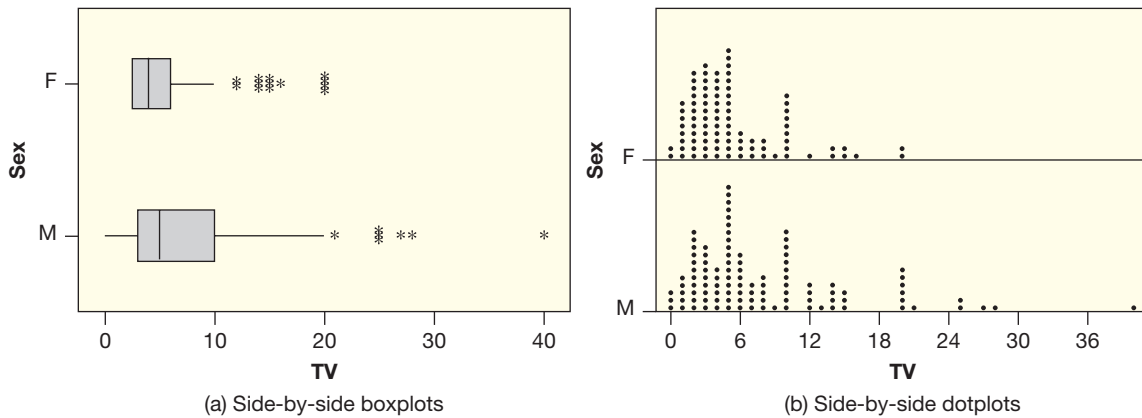 Sex
F
M
0 10 20 30 40
TV
(a) Side-by-side boxplots
Sex
F
M
0 6 12 18 24 30 36
TV
(b) Side-by-side dotplots